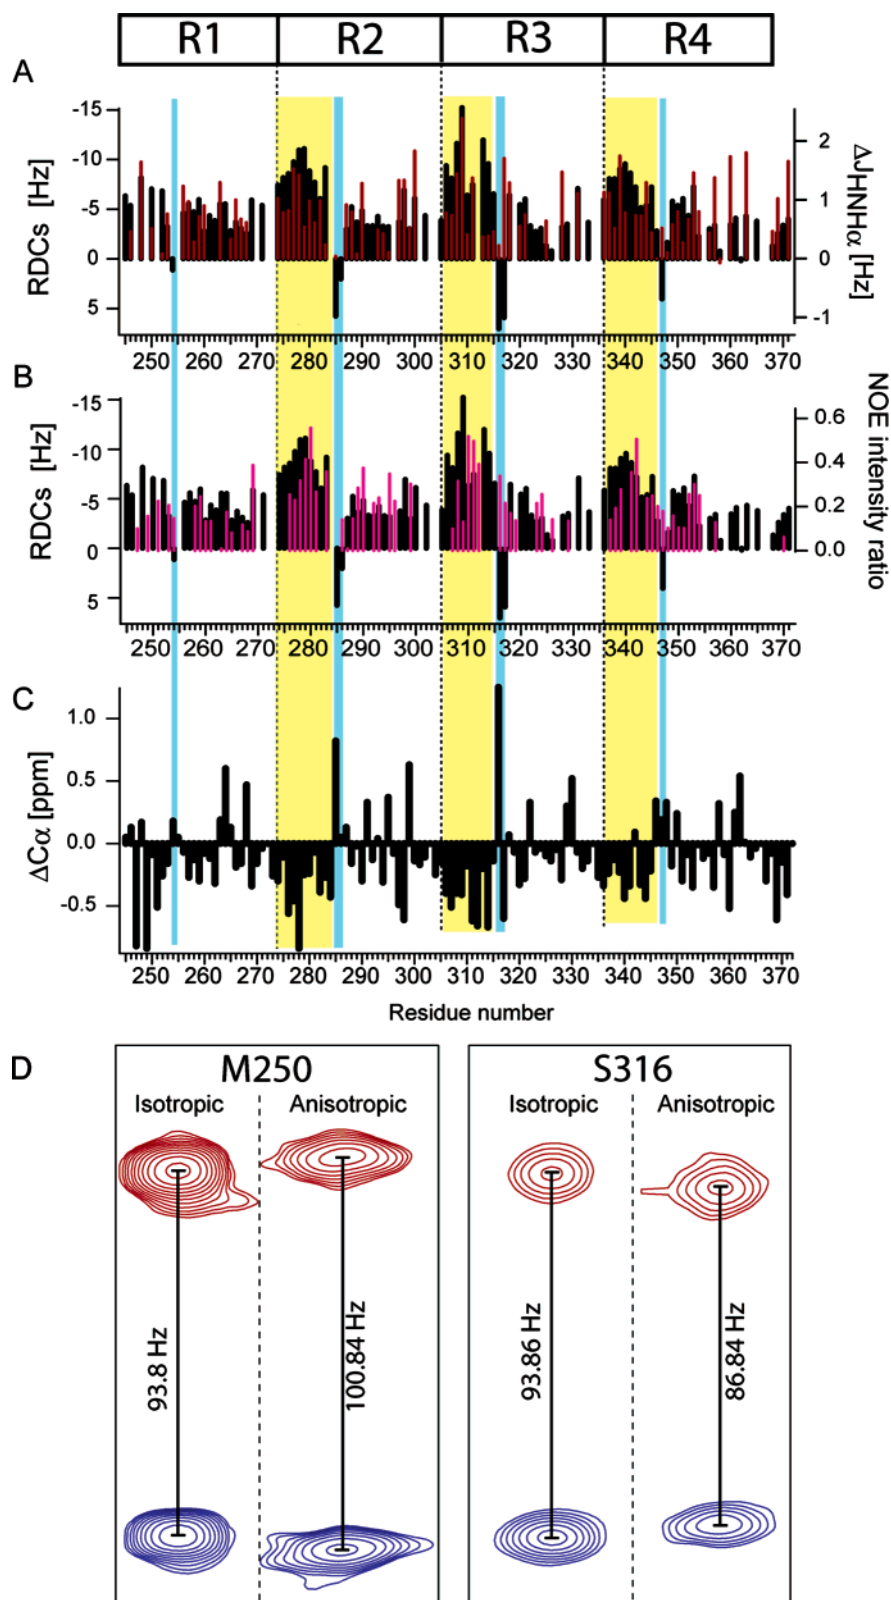 R1 R2 R3 R4
A
RDCs [Hz]
-15
-10
-5
0
5
2
1
0
-1
ΔJHNHα [Hz]
250 260 270 280 290 300 310 320 330 340 350 360 370
B
RDCs [Hz]
-15
-10
-5
0
5
0.6
0.4
0.2
0.0
NOE intensity ratio
250 260 270 280 290 300 310 320 330 340 350 360 370
C
ΔCα [ppm]
1.0
0.5
0.0
-0.5
250 260 270 280 290 300 310 320 330 340 350 360 370
Residue number
D
M250 S316
Isotropic Anisotropic Isotropic Anisotropic
93.8 Hz 100.84 Hz 93.86 Hz 86.84 Hz